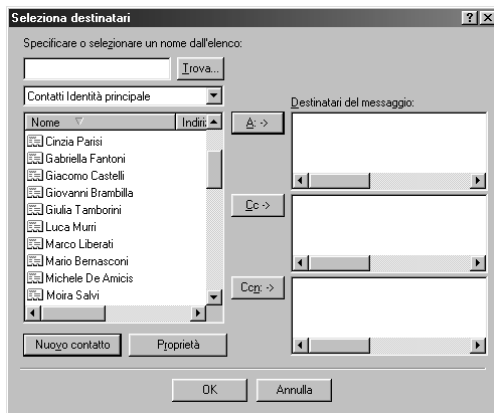 Seleziona destinatari
Specificare o selezionare un nome dall'elenco:
Trova...
Contatti Identità principale
Destinatari del messaggio:
Nome
Indiri
A: ->
Cinzia Parisi
Gabriella Fantoni
Giacomo Castelli
Giovanni Brambilla
Giulia Tamborini
Luca Murri
Marco Liberati
Mario Bernasconi
Michele De Amicis
Moira Salvi
Cc ->
Ccn: ->
Nuovo contatto
Proprietà
OK
Annulla